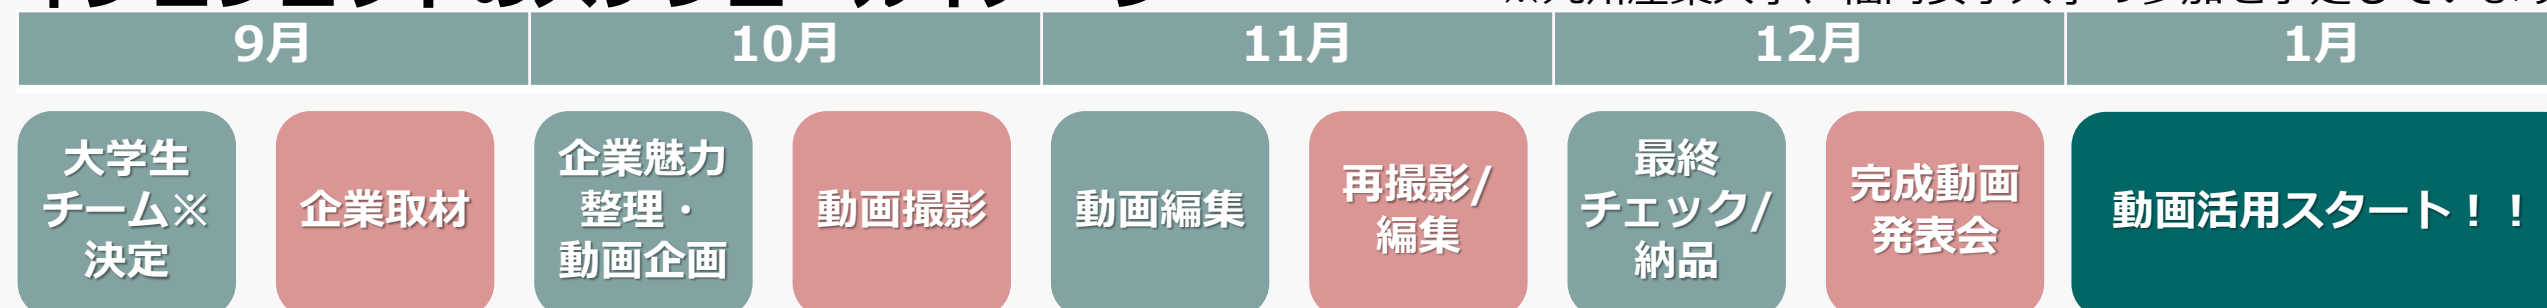 9月
10月
11月
12月
1月
大学生
チーム※
決定
企業取材
企業魅力
整理・
動画企画
動画撮影
動画編集
再撮影/
編集
最終
チェック/
納品
完成動画
発表会
動画活用スタート！！